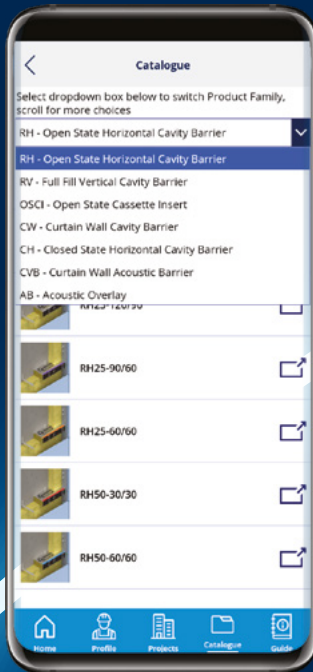 Catalogue
Select dropdown box below to switch Product Family,
scroll for more choices
RH - Open State Horizontal Cavity Barrier
RH - Open State Horizontal Cavity Barrier
RV - Full Fill Vertical Cavity Barrier
OSCI - Open State Cassette Insert
CW - Curtain Wall Cavity Barrier
CH - Closed State Horizontal Cavity Barrier
CVB - Curtain Wall Acoustic Barrier
AB - Acoustic Overlay
RH25-120/90
RH25-90/60
RH25-60/60
RH50-30/30
RH50-60/60
Home Profile Projects Catalogue Guide